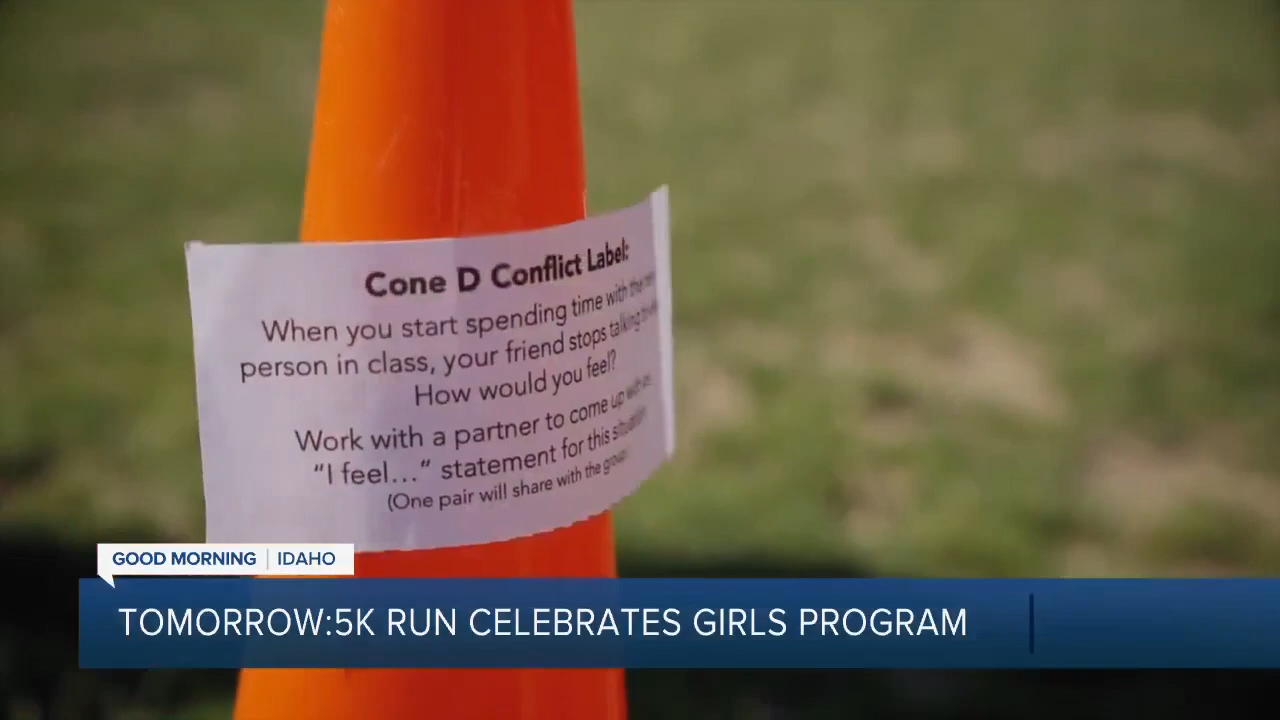 Cone D Conflict Label:
When you start spending time with the
person in class, your friend stops talking
How would you feel?
Work with a partner to come up with
"I feel..." statement for this situation
(One pair will share with the group)
GOOD MORNING | IDAHO
TOMORROW:5K RUN CELEBRATES GIRLS PROGRAM